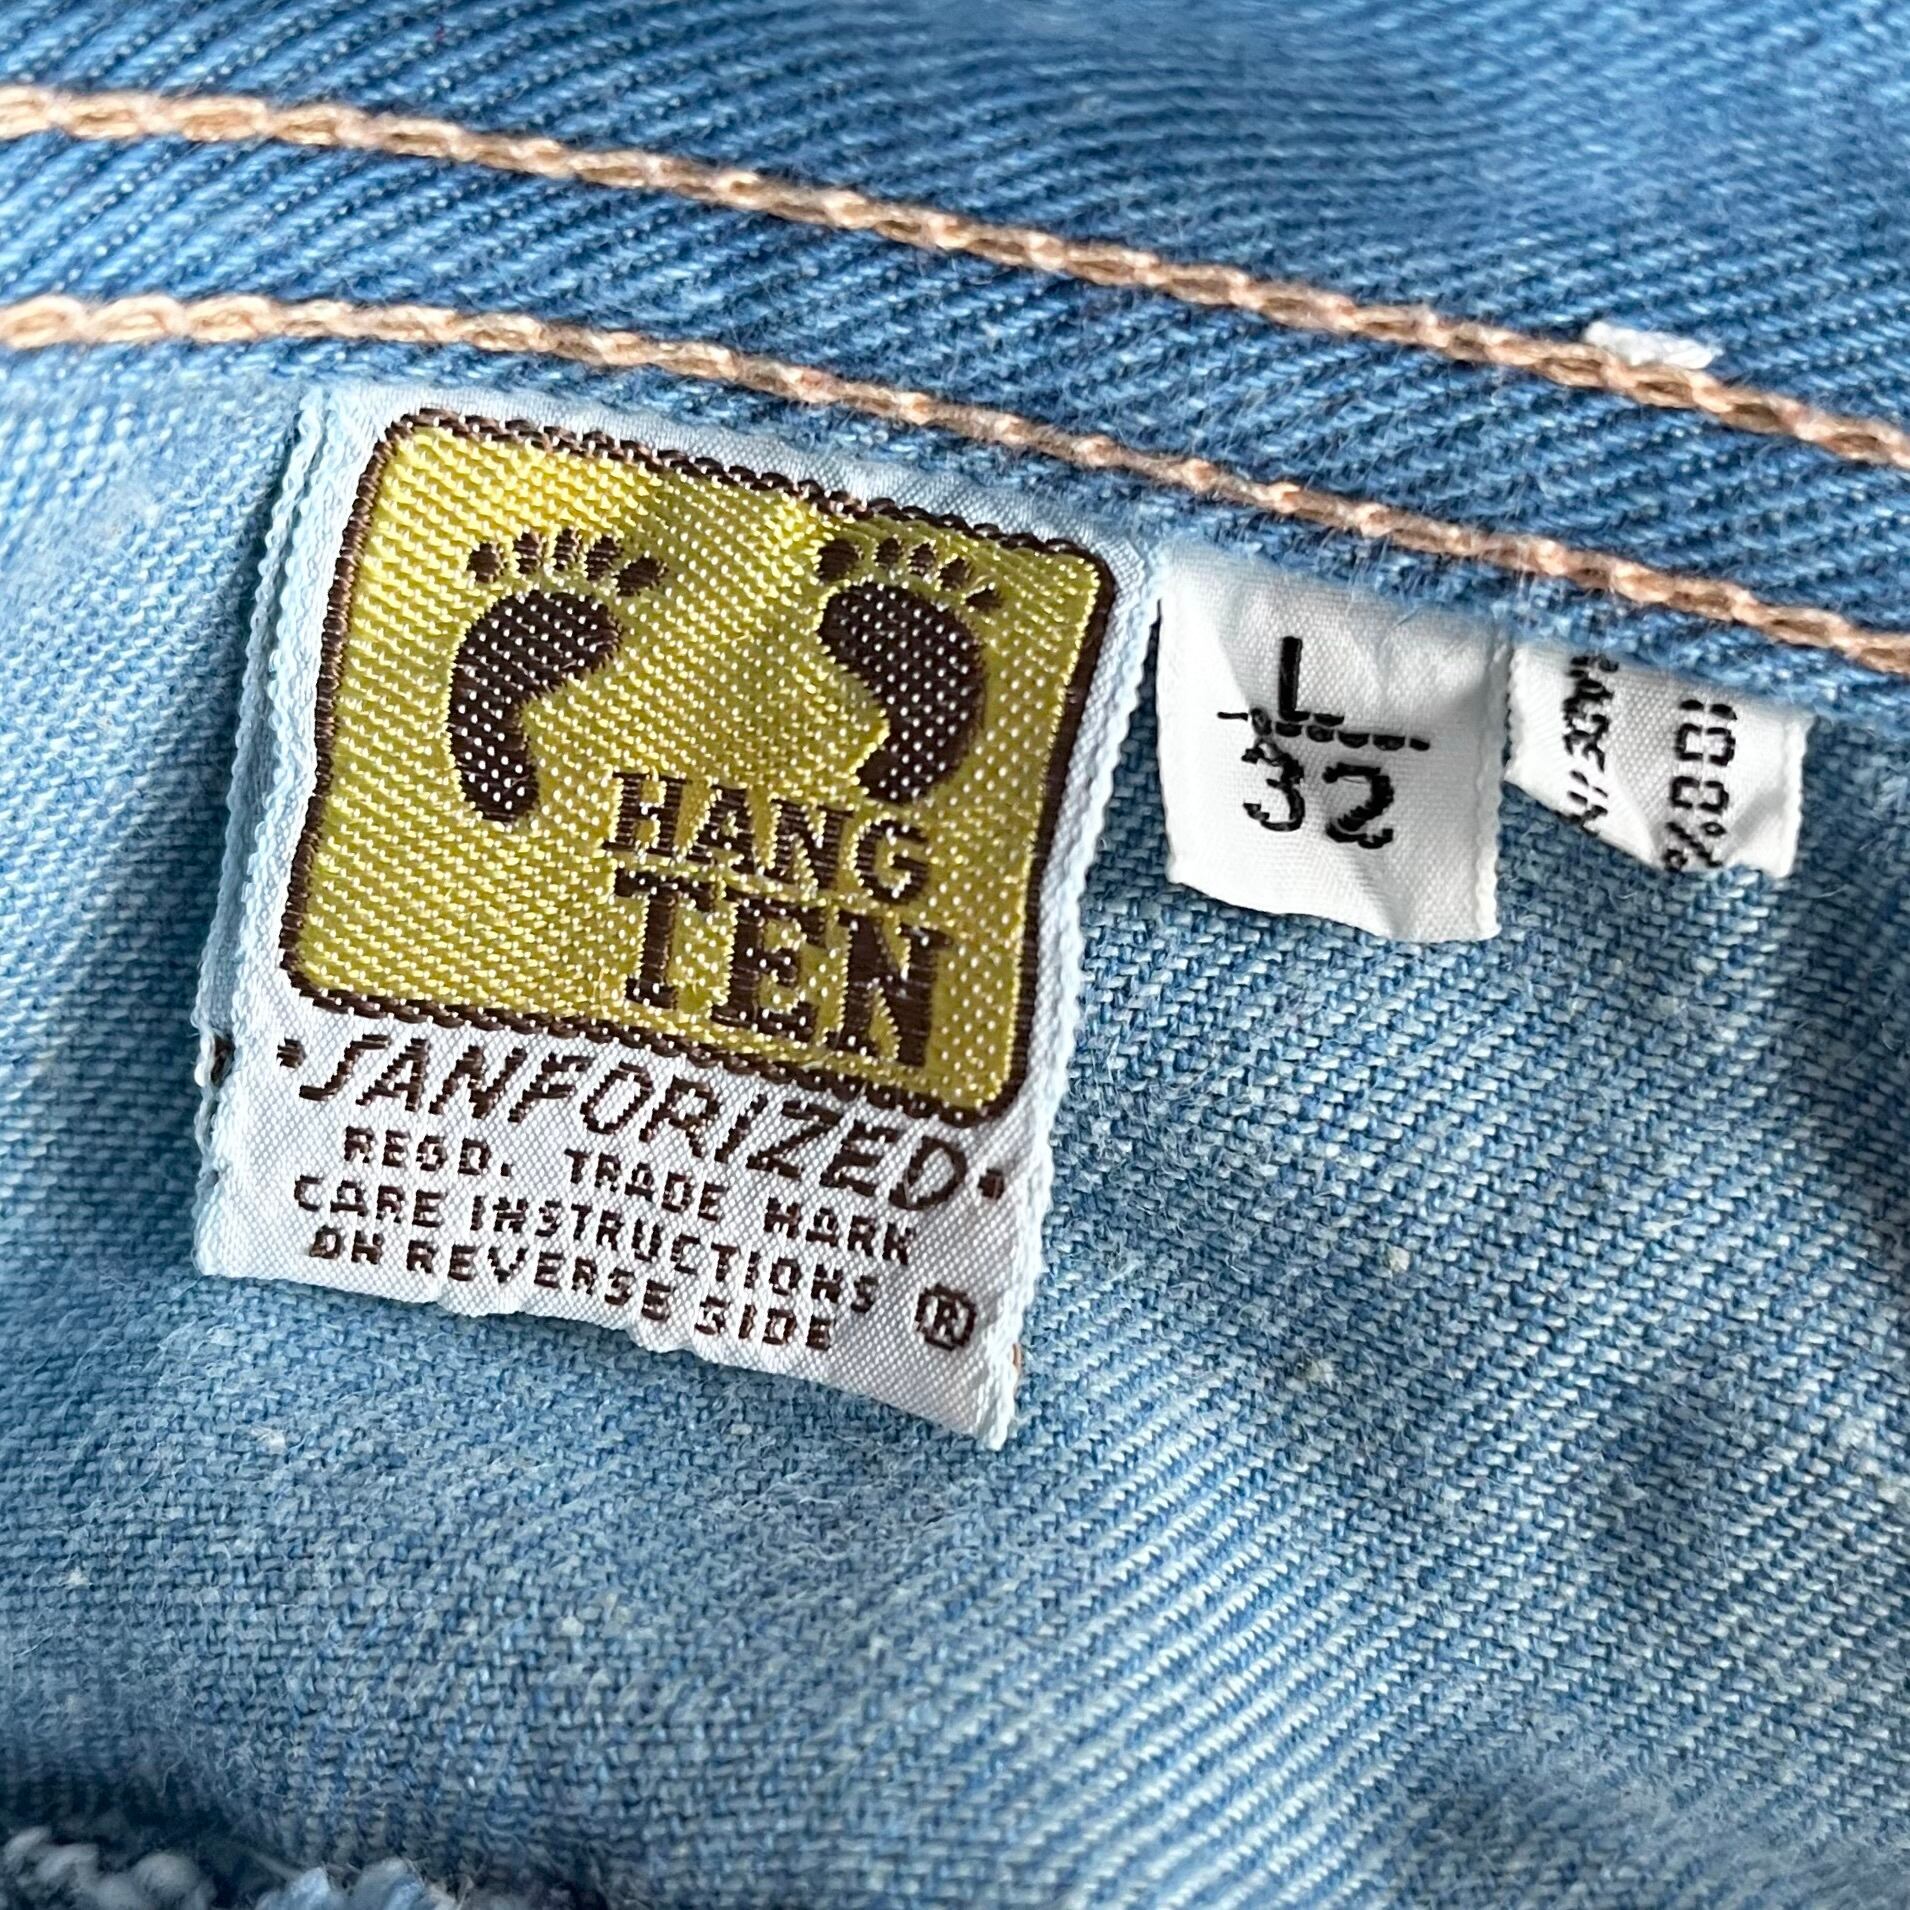 HANG
TEN
•SANFORIZED•
REGD. TRADE MARK
CARE INSTRUCTIONS
ON REVERSE SIDE ®
L
32
100%